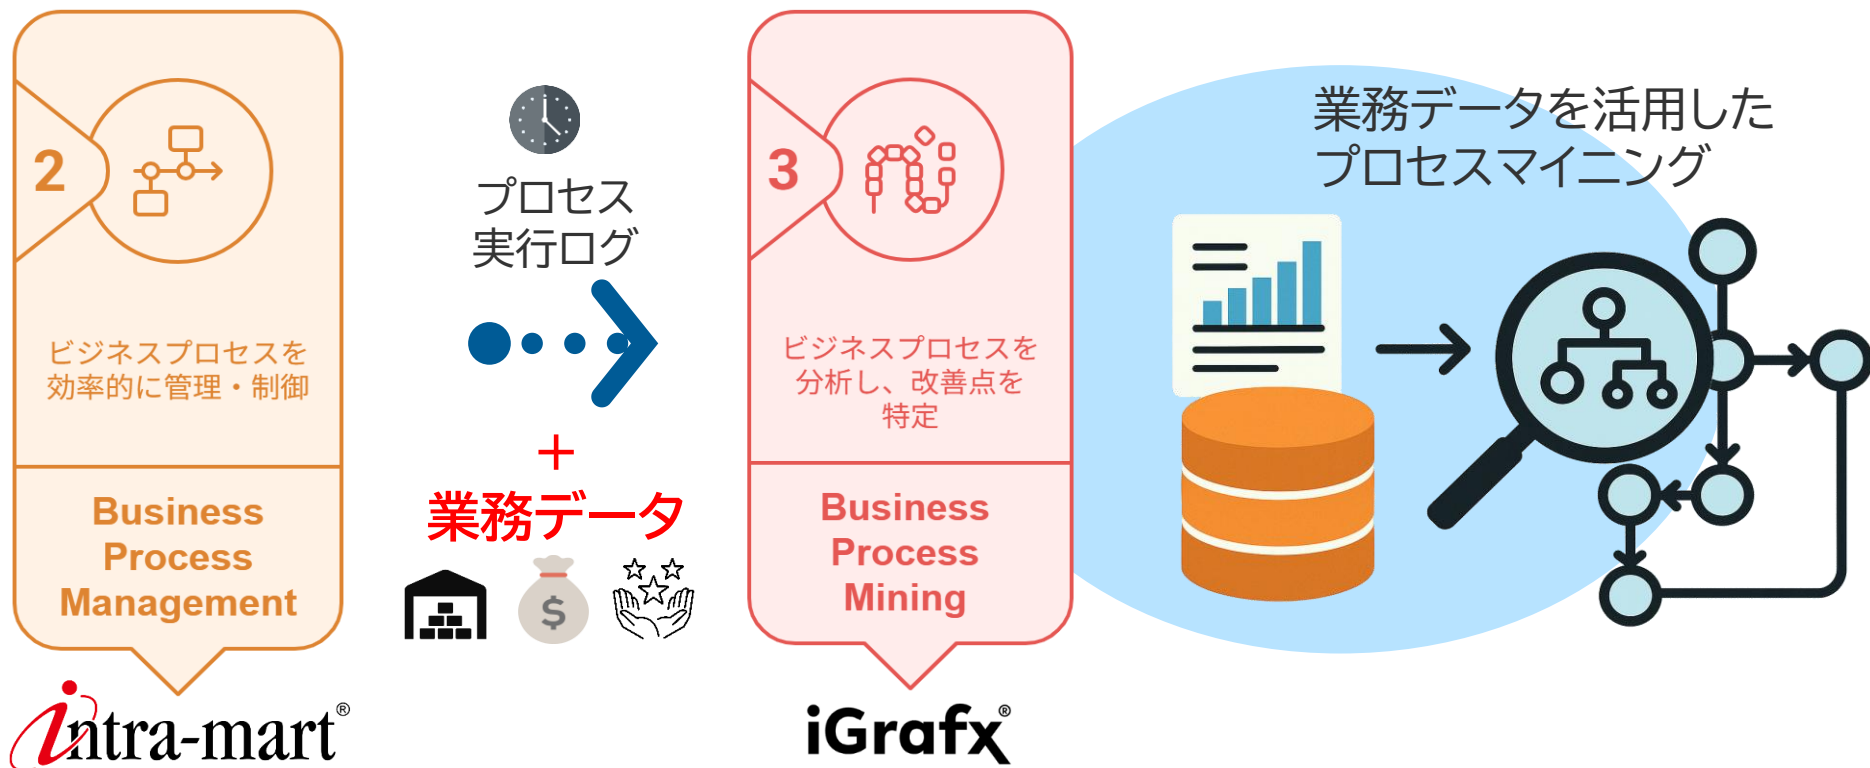 2
ビジネスプロセスを
効率的に管理・制御
Business
Process
Management
intra-mart®
プロセス
実行ログ
+
業務データ
$
3
ビジネスプロセスを
分析し、改善点を
特定
Business
Process
Mining
iGrafx®
業務データを活用した
プロセスマイニング